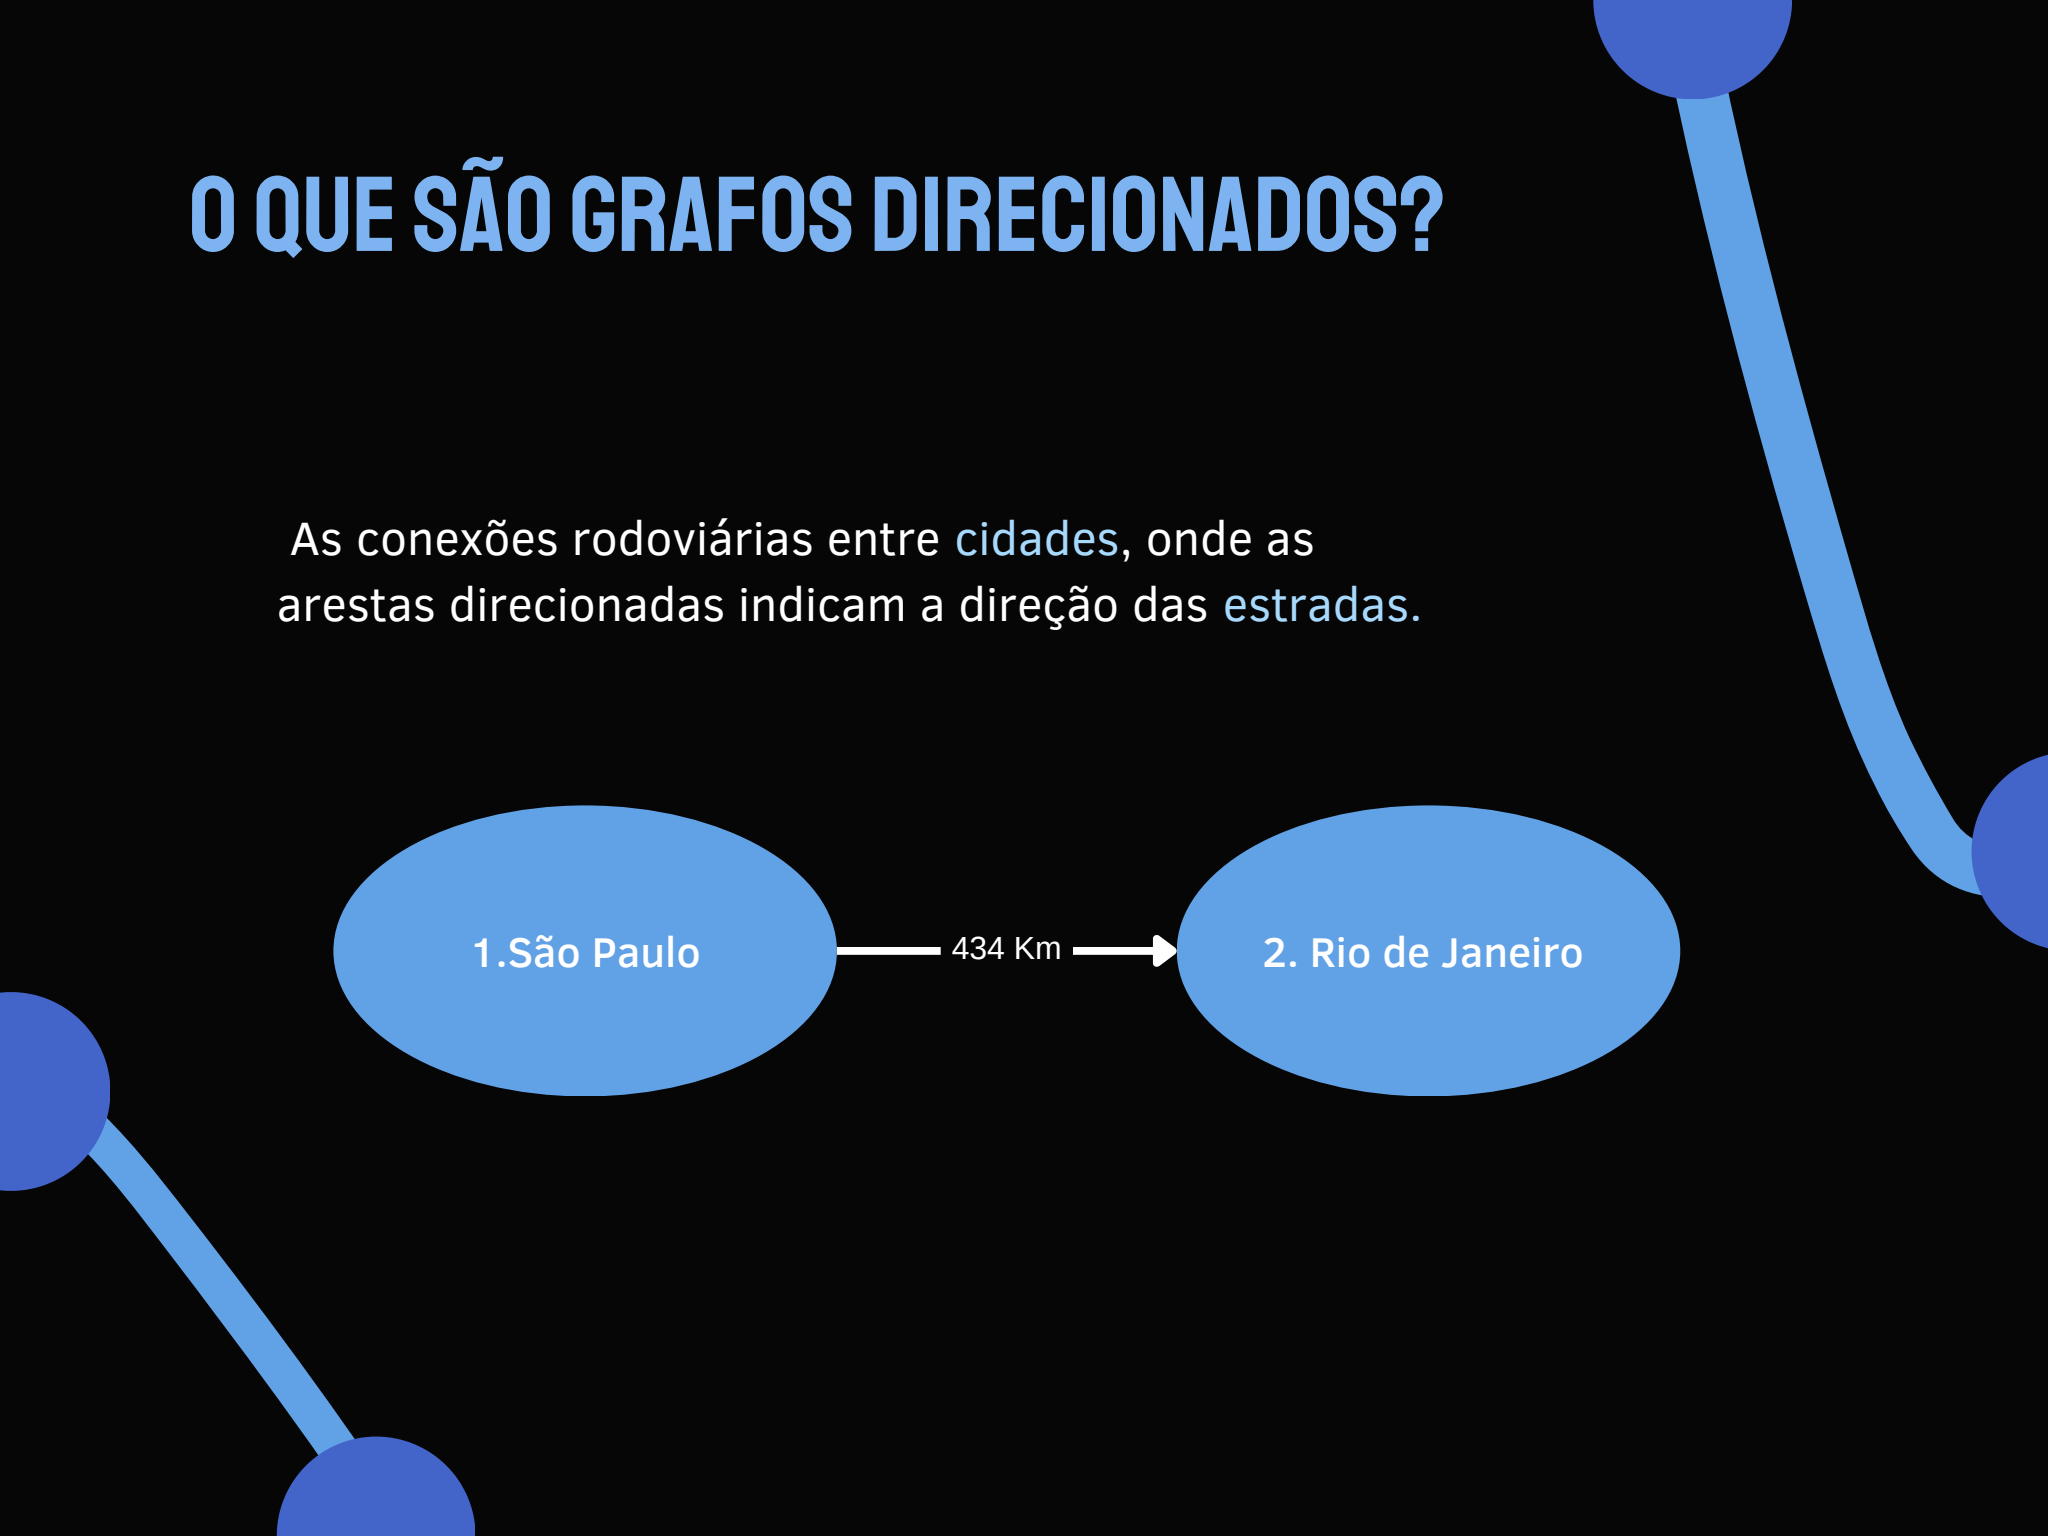 O QUE SÃO GRAFOS DIRECIONADOS?
As conexões rodoviárias entre cidades, onde as
arestas direcionadas indicam a direção das estradas.
1.São Paulo
434 Km
2. Rio de Janeiro